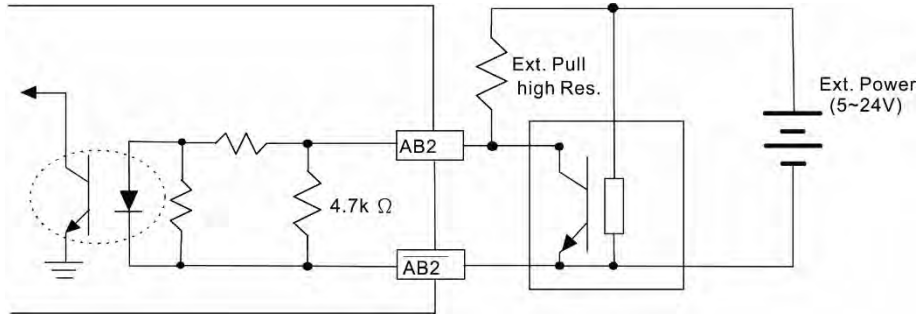 Ext. Pull
high Res.
Ext. Power
(5~24V)
AB2
4.7k Ω
AB2